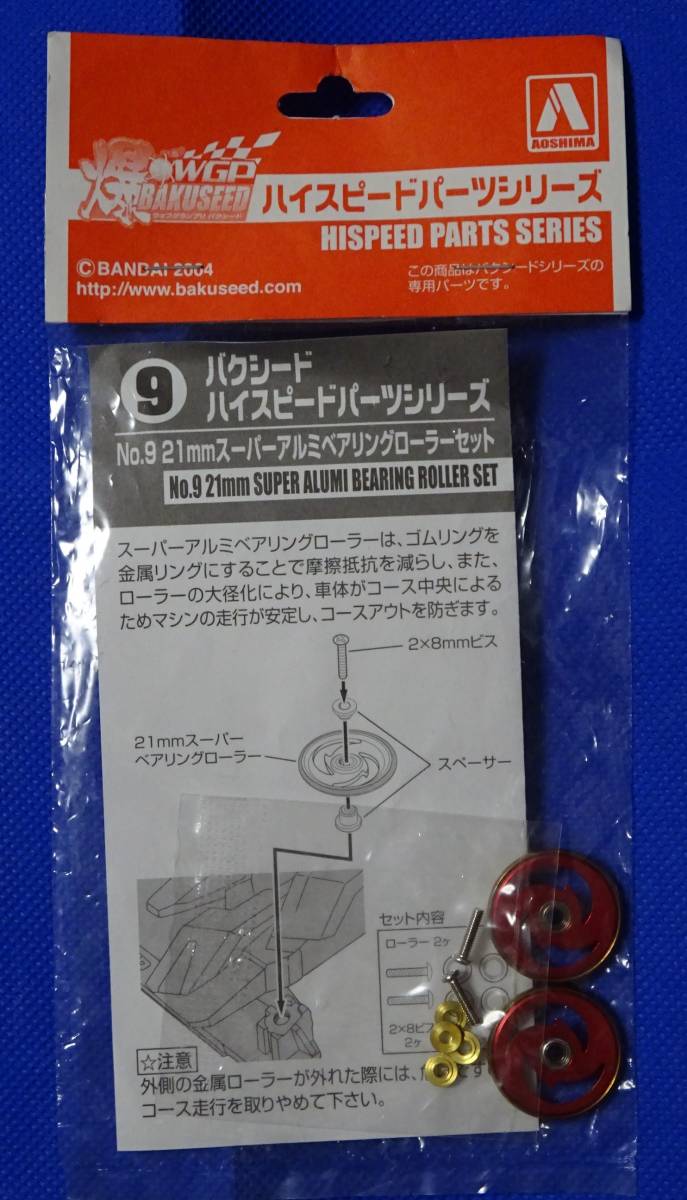 AOSHIMA
爆
WGP
BAKUSEED
ウェブグランプリ バクシード
ハイスピードパーツシリーズ
HISPEED PARTS SERIES
©BANDAI 2004
http://www.bakuseed.com
この商品はバクシードシリーズの
専用パーツです。
9
バクシード
ハイスピードパーツシリーズ
No.9 21mmスーパーアルミベアリングローラーセット
No.9 21mm SUPER ALUMI BEARING ROLLER SET
スーパーアルミベアリングローラーは、ゴムリングを
金属リングにすることで摩擦抵抗を減らし、また、
ローラーの大径化により、車体がコース中央による
ためマシンの走行が安定し、コースアウトを防ぎます。
2×8mmビス
21mmスーパー
ベアリングローラー
スペーサー
セット内容
ローラー 2ヶ
2×8ビス
2ヶ
☆注意
外側の金属ローラーが外れた際には、
コース走行を取りやめて下さい。